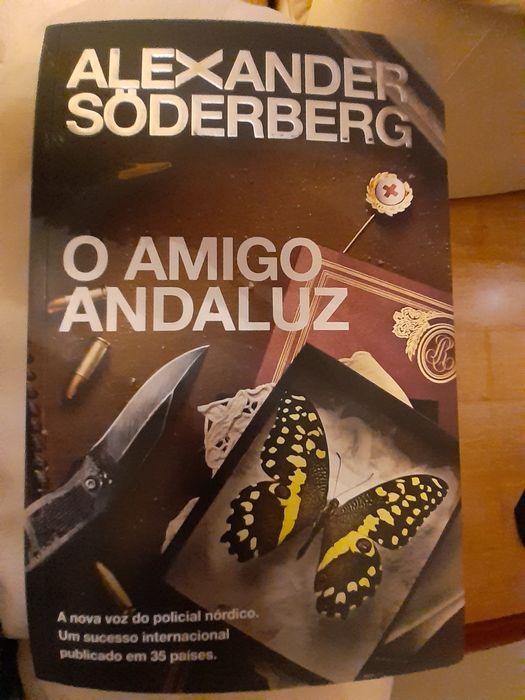 ALEXANDER
SÖDERBERG
O AMIGO
ANDALUZ
A nova voz do policial nórdico.
Um sucesso internacional
publicado em 35 países.